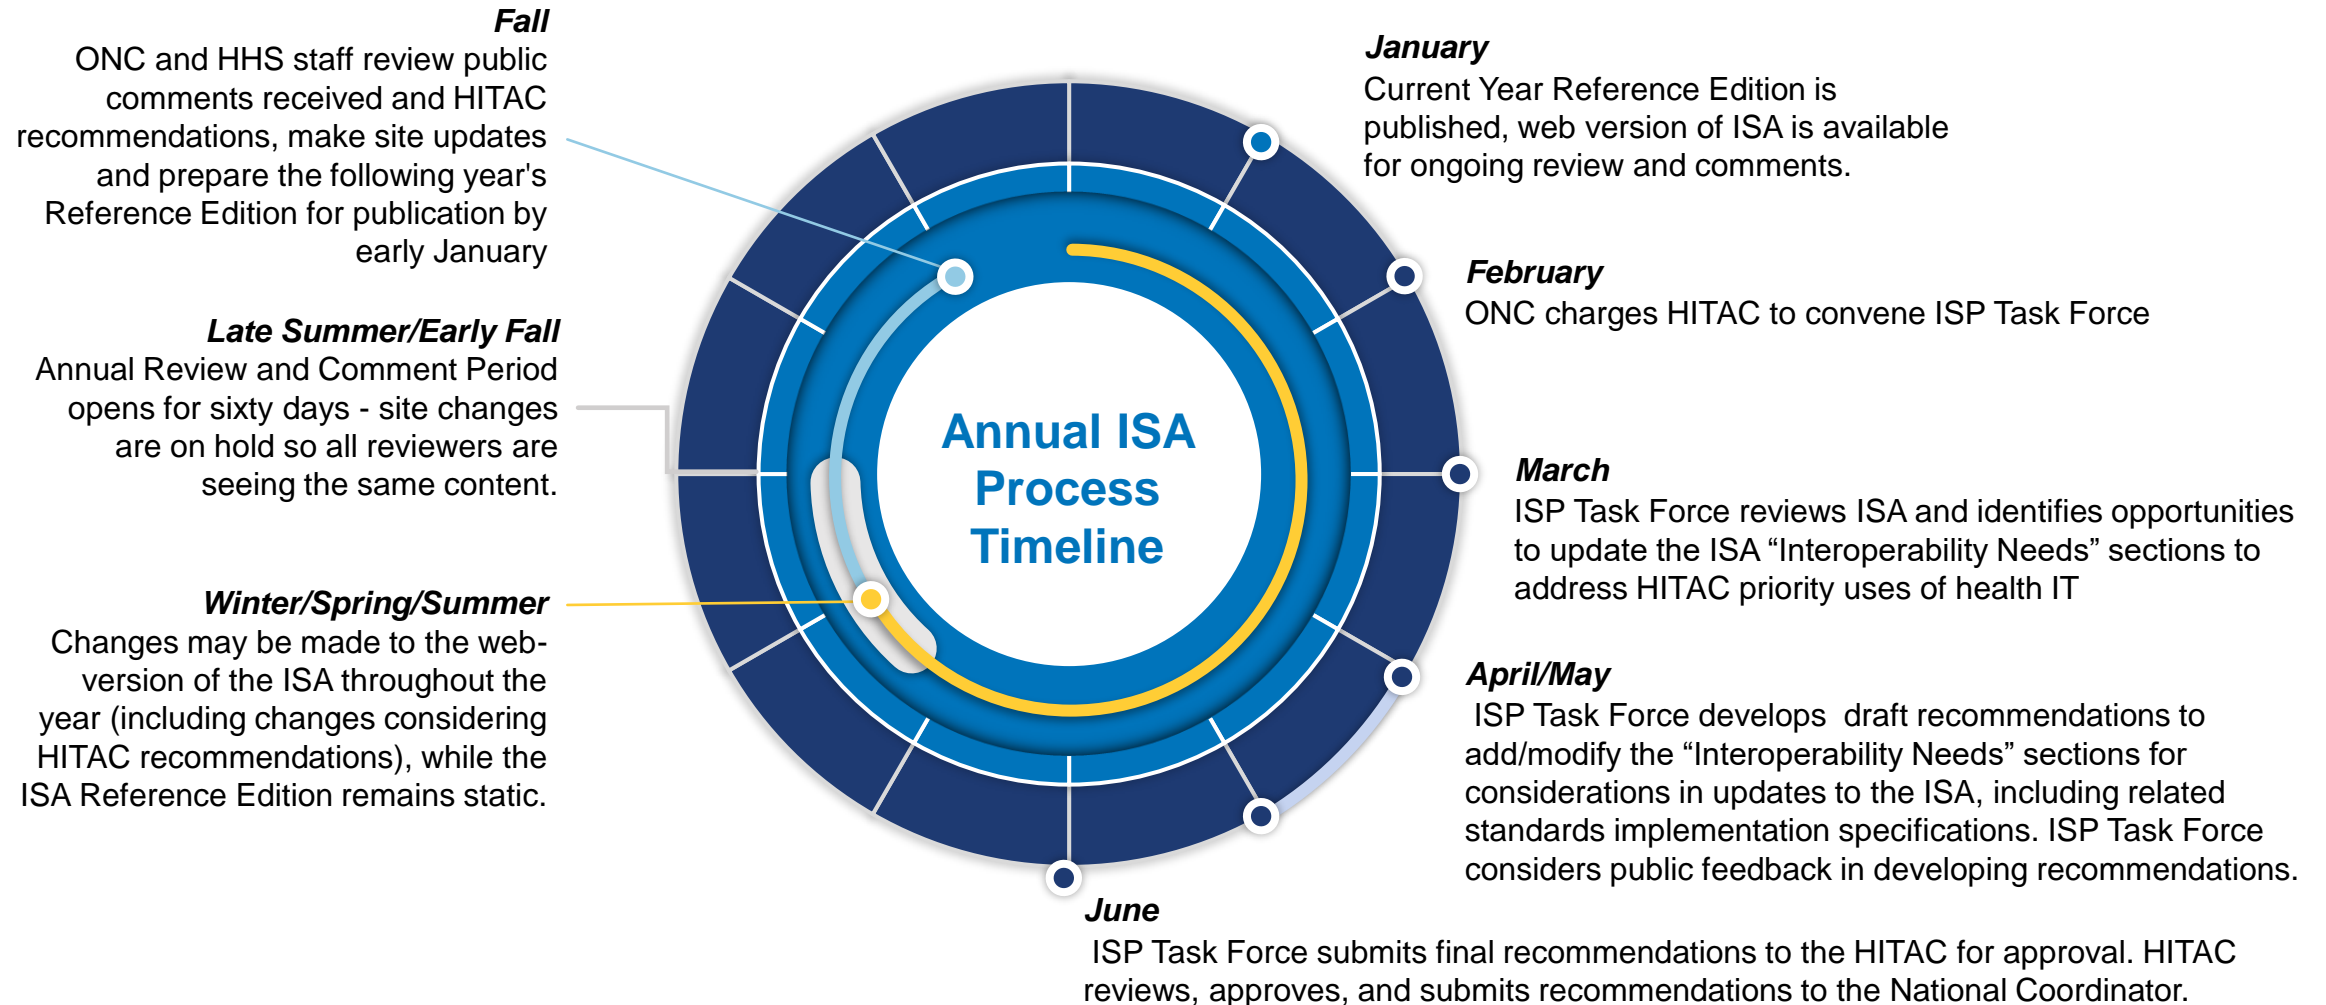 Fall
ONC and HHS staff review public
comments received and HITAC
recommendations, make site updates
and prepare the following year's
Reference Edition for publication by
early January
Late Summer/Early Fall
Annual Review and Comment Period
opens for sixty days - site changes
are on hold so all reviewers are
seeing the same content.
Winter/Spring/Summer
Changes may be made to the web-
version of the ISA throughout the
year (including changes considering
HITAC recommendations), while the
ISA Reference Edition remains static.
Annual ISA
Process
Timeline
January
Current Year Reference Edition is
published, web version of ISA is available
for ongoing review and comments.
February
ONC charges HITAC to convene ISP Task Force
March
ISP Task Force reviews ISA and identifies opportunities
to update the ISA “Interoperability Needs” sections to
address HITAC priority uses of health IT
April/May
ISP Task Force develops  draft recommendations to
add/modify the “Interoperability Needs” sections for
considerations in updates to the ISA, including related
standards implementation specifications. ISP Task Force
considers public feedback in developing recommendations.
June
ISP Task Force submits final recommendations to the HITAC for approval. HITAC
reviews, approves, and submits recommendations to the National Coordinator.